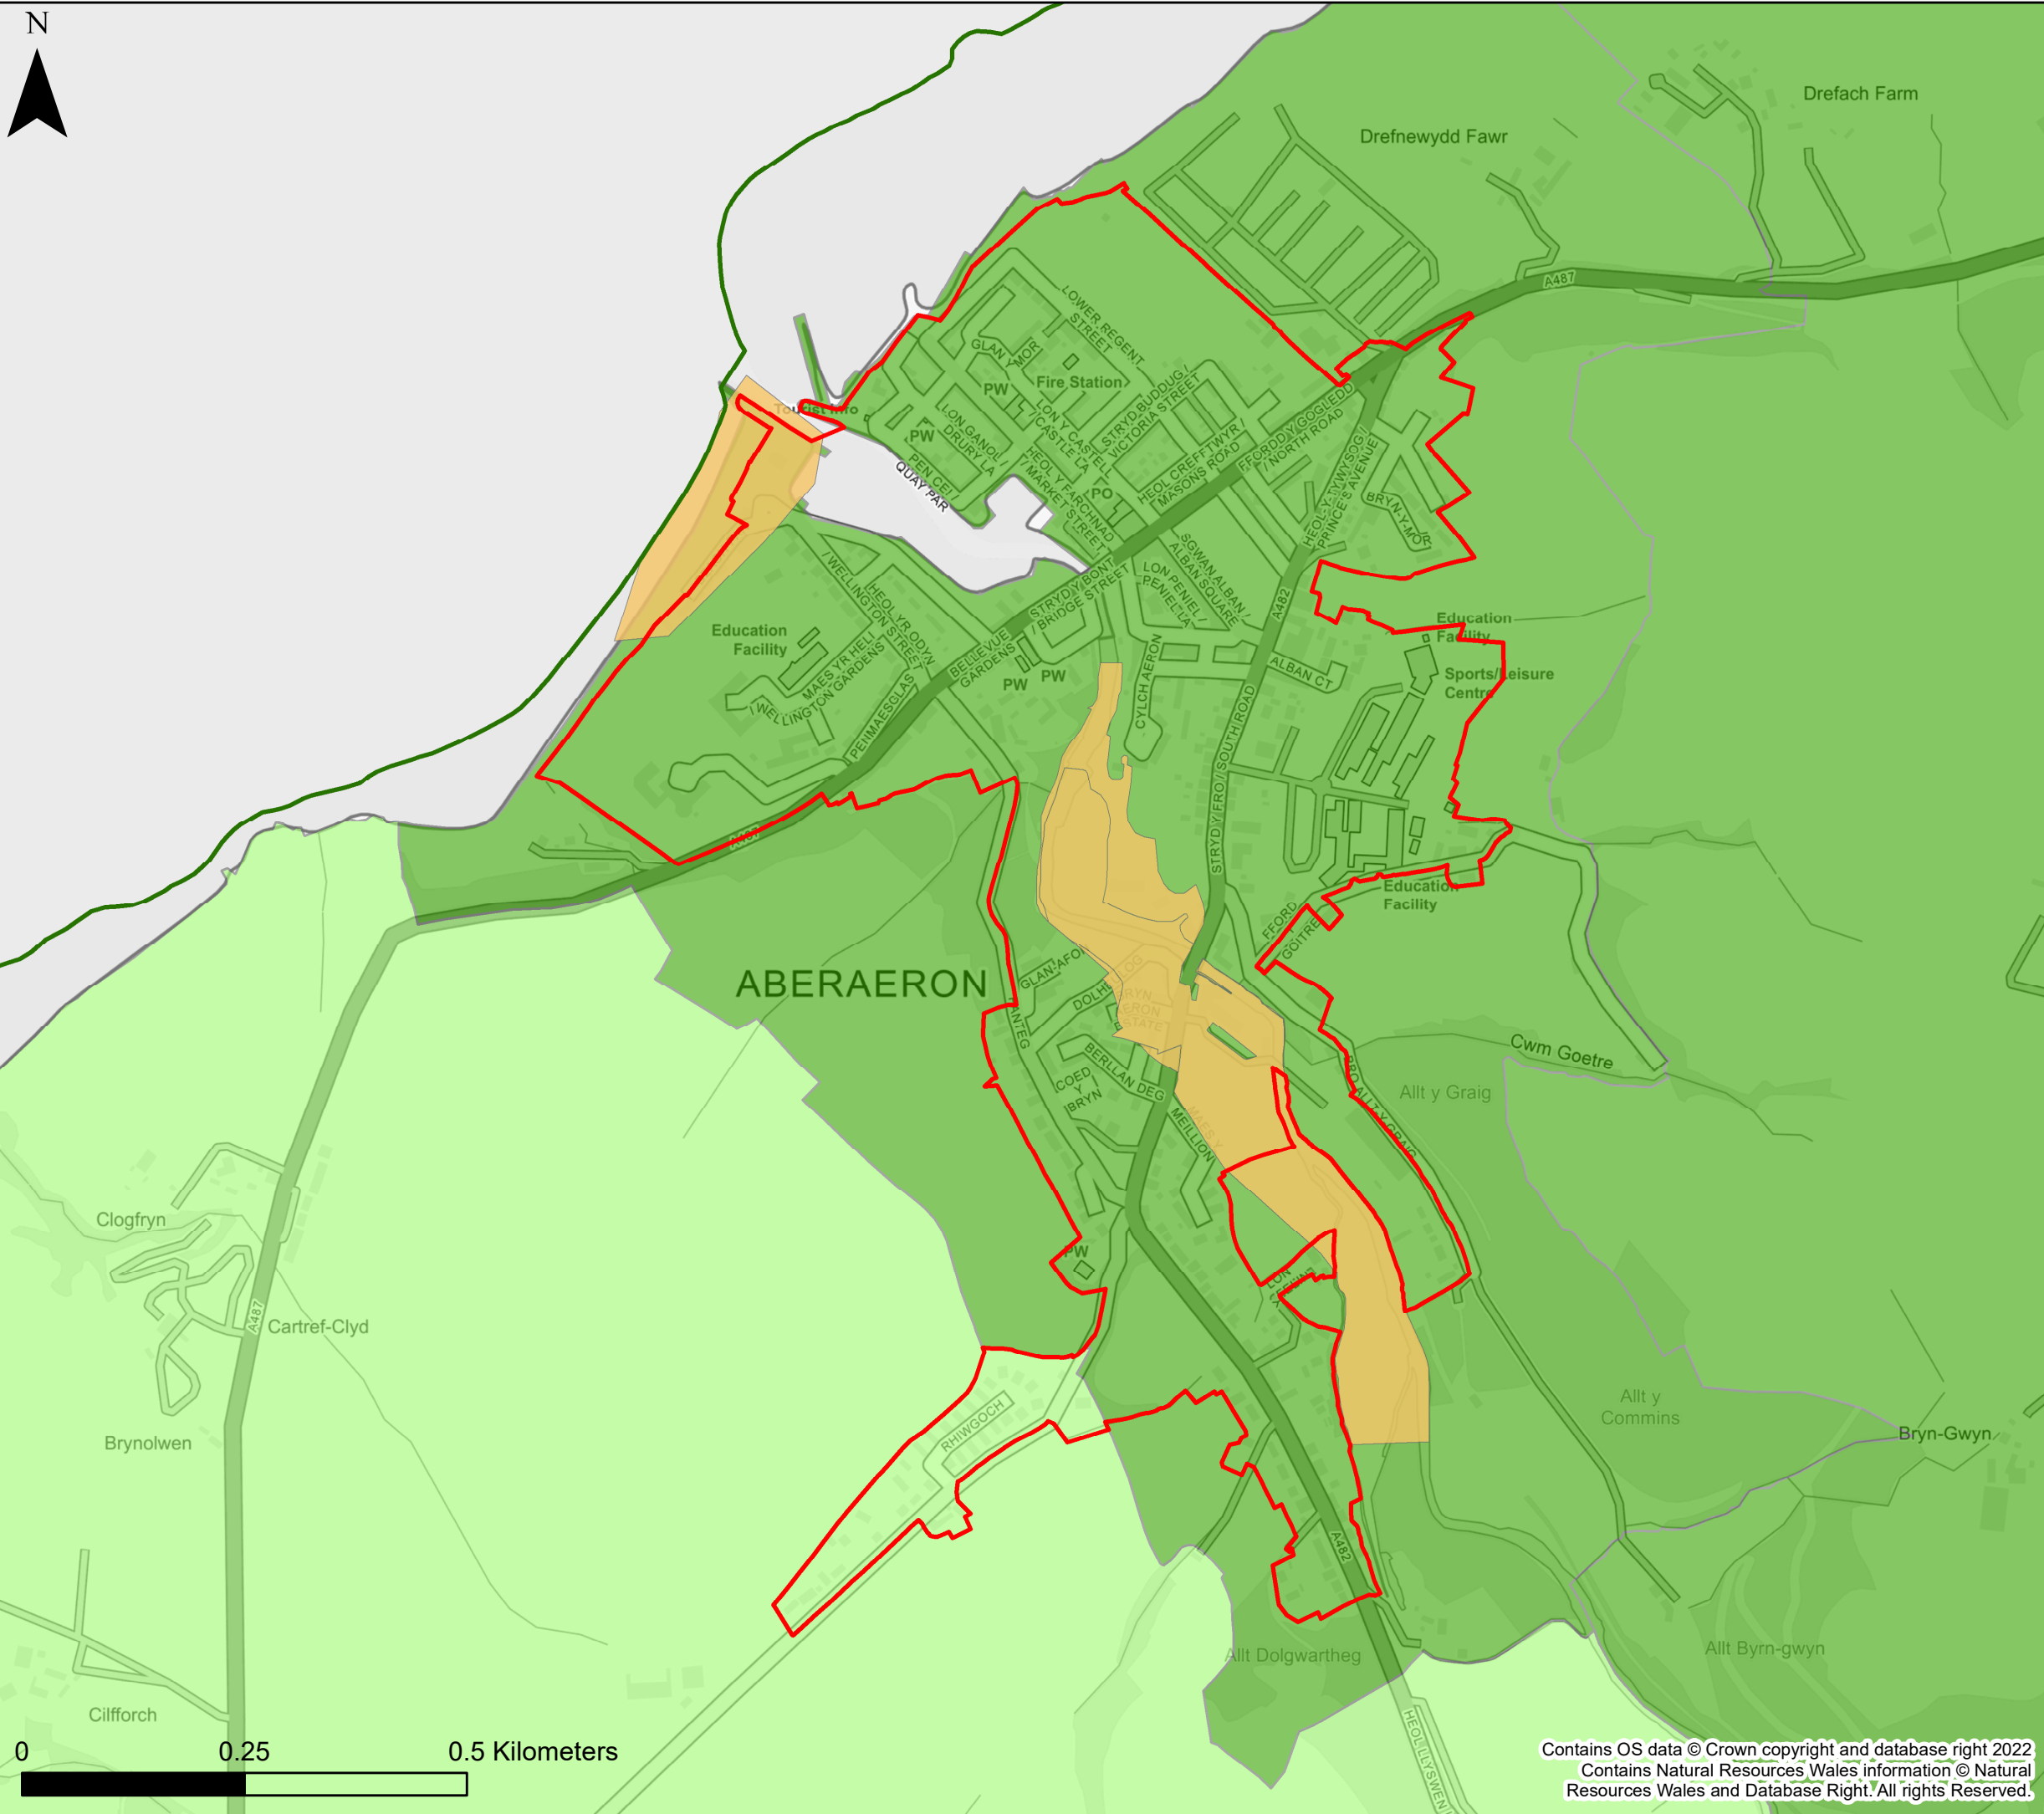 N
Drefach Farm
Drefnewydd Fawr
A487
LOWER REGENT
STREET
GLAN Y MOR
PW
Fire Station
Tourist Info
PW
LON GANOL /
DRURY LA
LON Y CASTELL
/ CASTLE LA
STRYD BUDDUG /
VICTORIA STREET
PEN CEI /
QUAY PAR
HEOL Y FARCHNAD
/ MARKET STREET
PO
HEOL CREFFTWYR /
MASONS ROAD
FFORDD Y GOGLEDD
/ NORTH ROAD
HEOL-Y-TYWYSOG /
PRINCE'S AVENUE
BRYN-Y-MOR
SGWAN ALBAN /
ALBAN SQUARE
LON PENIEL /
PENIEL LA
STRYD Y BONT
/ BRIDGE STREET
A482
Education
Facility
Education
Facility
HEOL YR ODYN
/ WELLINGTON STREET
MAES YR HELI
/ WELLINGTON GARDENS
BELLEVUE
GARDENS
PW
PW
PENMAESGLAS
CYLCH AERON
ALBAN CT
Sports/Leisure
Centre
STRYD Y FRO / SOUTH ROAD
A487
Education
Facility
FFORD
GOITRE
ABERAERON
GLAN-AFON
BRYN
AERON
ESTATE
BERLLAN DEG
COED
Y
BRYN
MEILLION
MAES Y
BRO ALLT Y GRAIG
Cwm Goetre
Allt y Graig
PW
LON
Clogfryn
A487
Cartref-Clyd
Brynolwen
RHIWGOCH
Allt y
Commins
Bryn-Gwyn
A482
Allt Dolgwartheg
Allt Byrn-gwyn
Cilfforch
HEOL LLYSWEN
0 0.25 0.5 Kilometers
Contains OS data © Crown copyright and database right 2022
Contains Natural Resources Wales information © Natural
Resources Wales and Database Right. All rights Reserved.